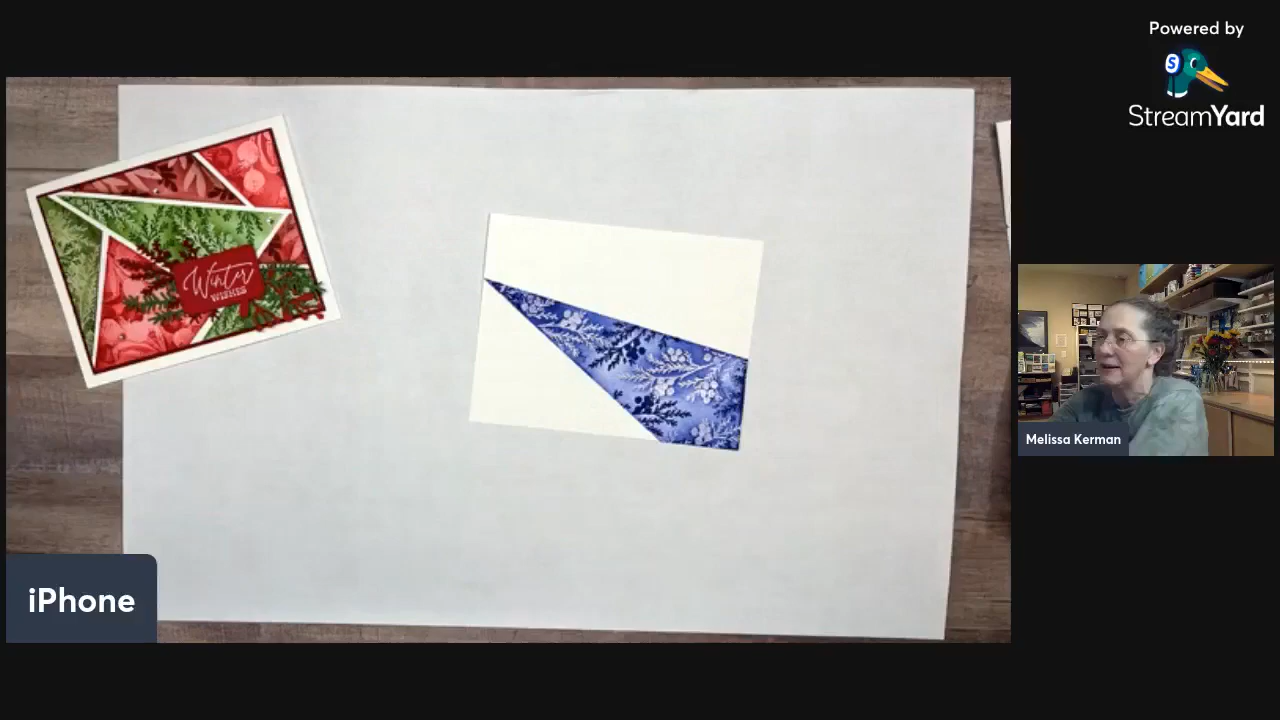 Powered by
S
StreamYard
Winter
WISHES
Melissa Kerman
iPhone